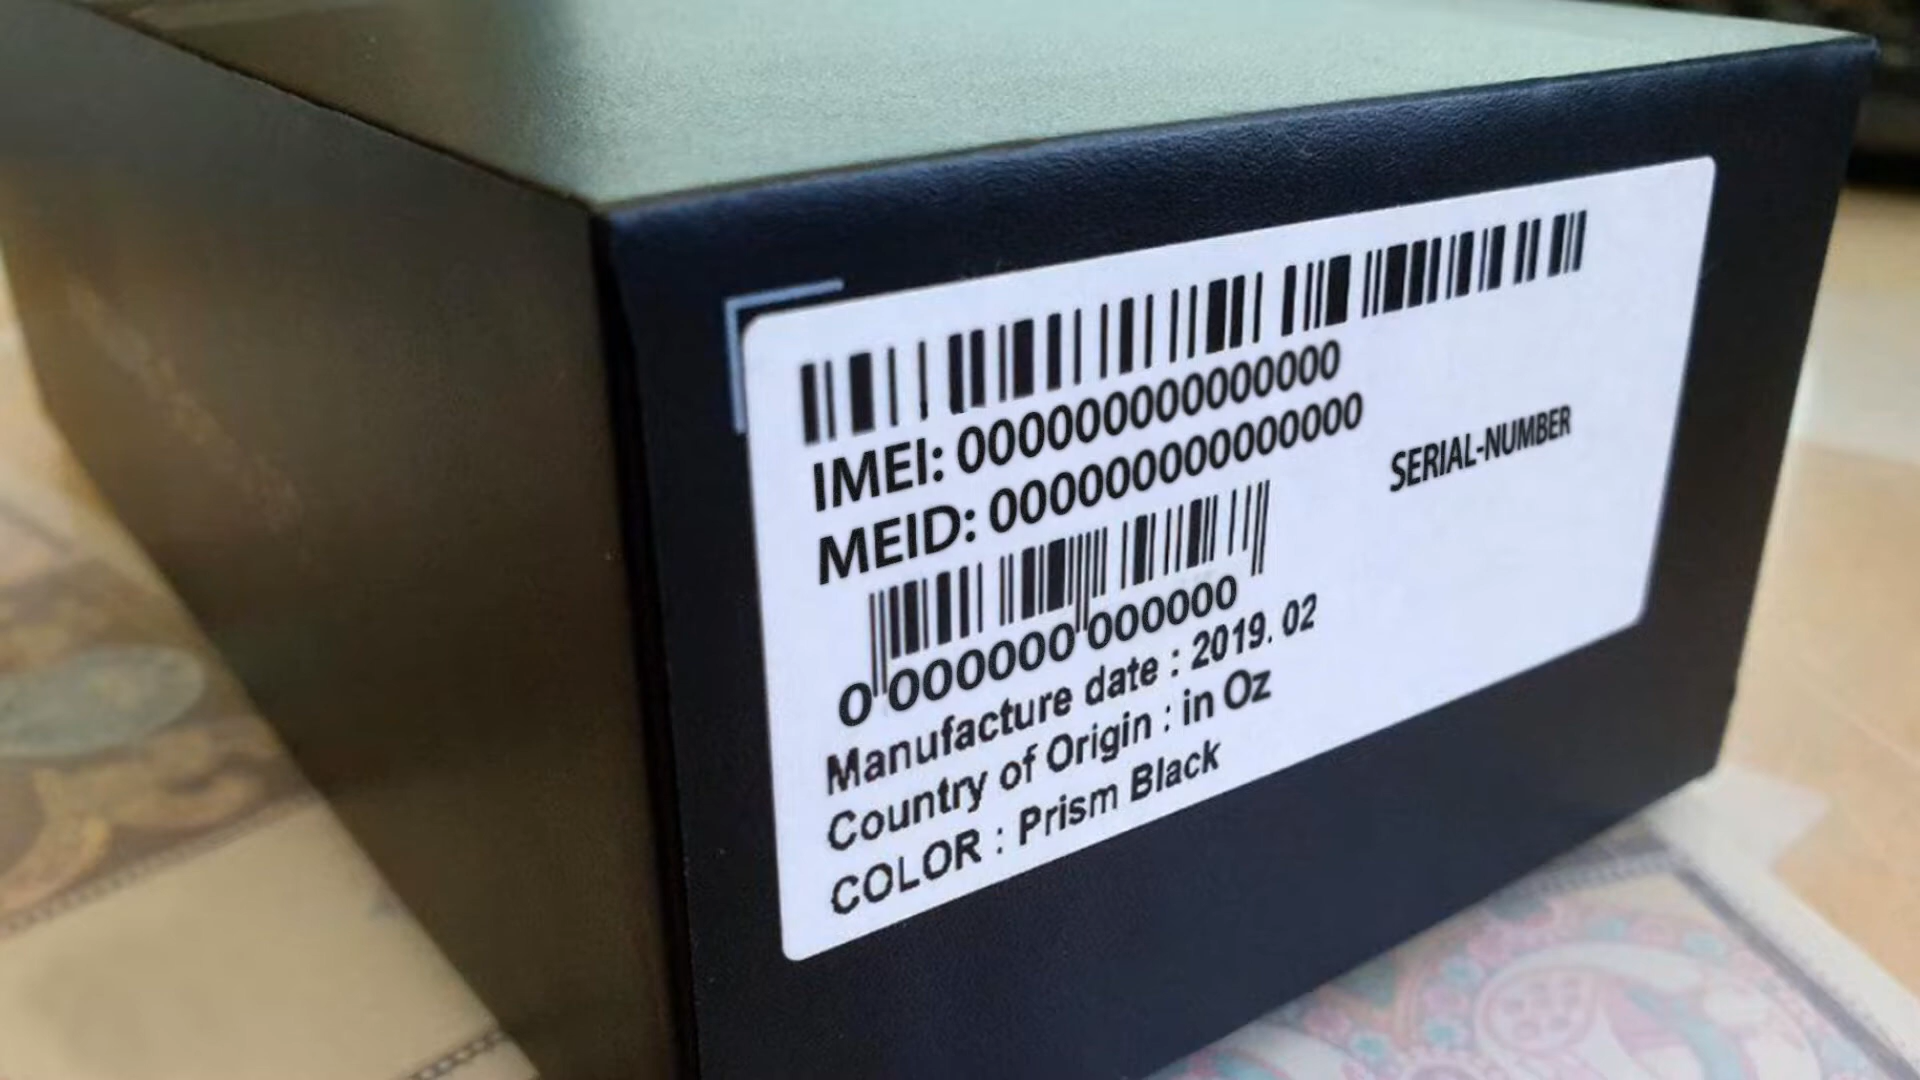 IMEI: 000000000000000
MEID: 00000000000000
SERIAL-NUMBER
0 000000 000000
Manufacture date : 2019. 02
Country of Origin : in Oz
COLOR : Prism Black